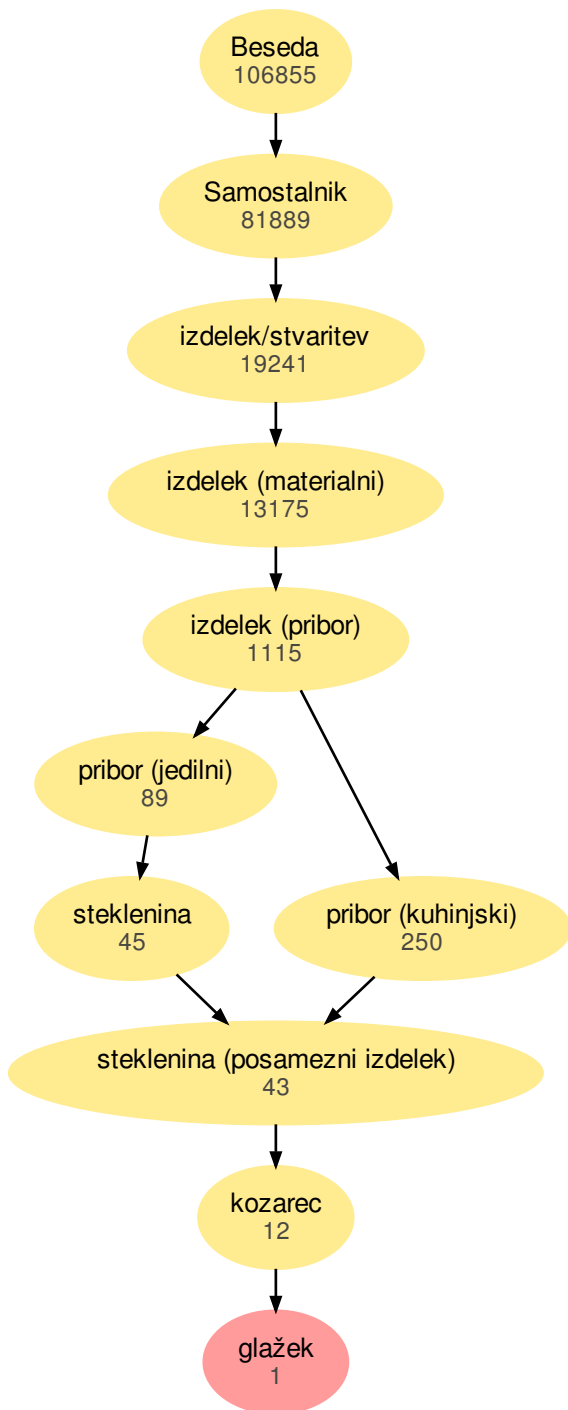 Beseda
106855
Samostalnik
81889
izdelek/stvaritev
19241
izdelek (materialni)
13175
izdelek (pribor)
1115
pribor (jedilni)
89
steklenina
45
pribor (kuhinjski)
250
steklenina (posamezni izdelek)
43
kozarec
12
glažek
1